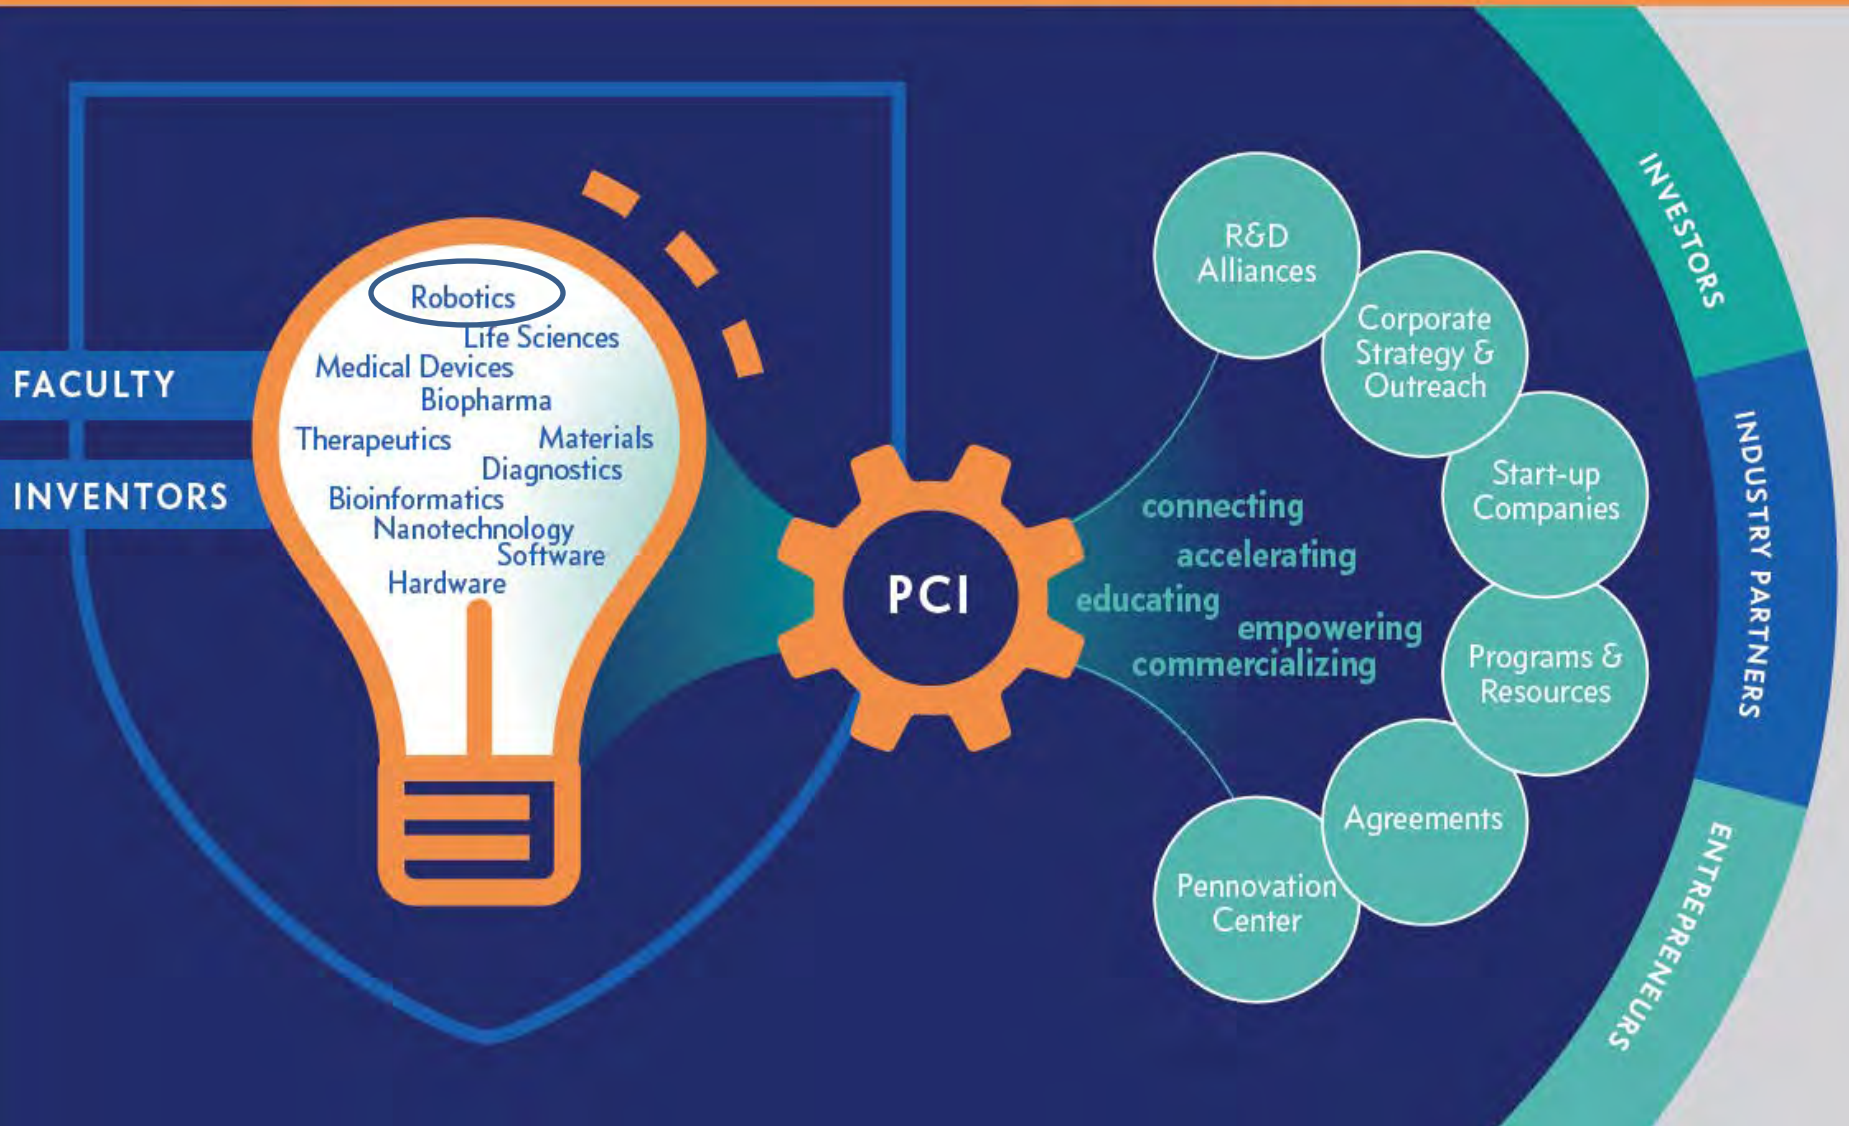 FACULTY
INVENTORS
Robotics
Life Sciences
Medical Devices
Biopharma
Therapeutics
Materials
Diagnostics
Bioinformatics
Nanotechnology
Software
Hardware
PCI
connecting
accelerating
educating
empowering
commercializing
R&D
Alliances
Corporate
Strategy &
Outreach
Start-up
Companies
Programs &
Resources
Agreements
Pennovation
Center
INVESTORS
INDUSTRY PARTNERS
ENTREPRENEURS